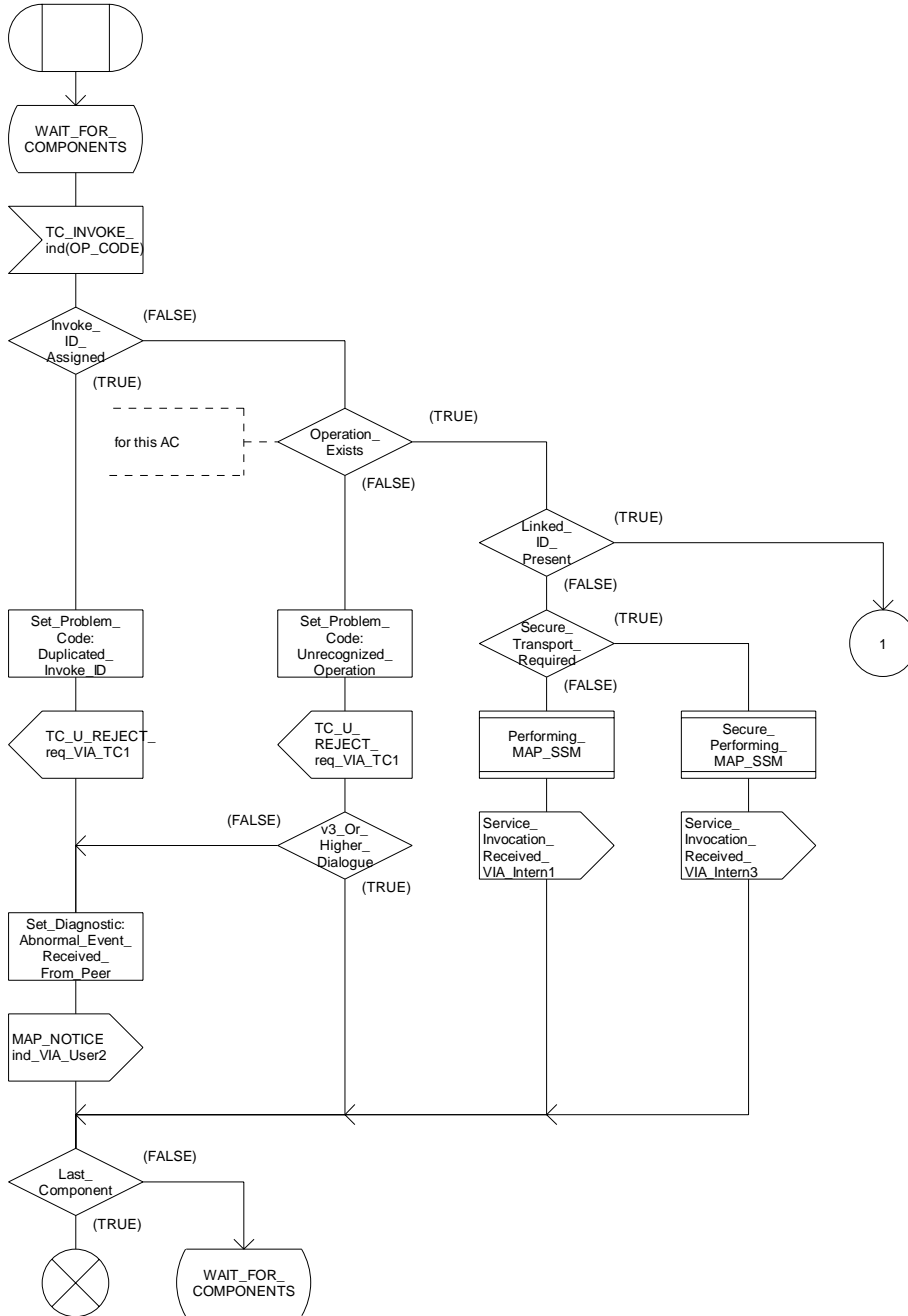 WAIT_FOR_
COMPONENTS
TC_INVOKE_
ind(OP_CODE)
Invoke_
ID_
Assigned
(FALSE)
(TRUE)
for this AC
Operation_
Exists
(TRUE)
(FALSE)
Linked_
ID_
Present
(TRUE)
(FALSE)
Set_Problem_
Code:
Duplicated_
Invoke_ID
Set_Problem_
Code:
Unrecognized_
Operation
Secure_
Transport_
Required
(TRUE)
(FALSE)
1
TC_U_REJECT_
req_VIA_TC1
TC_U_
REJECT_
req_VIA_TC1
Performing_
MAP_SSM
Secure_
Performing_
MAP_SSM
(FALSE)
v3_Or_
Higher_
Dialogue
(TRUE)
Service_
Invocation_
Received_
VIA_Intern1
Service_
Invocation_
Received_
VIA_Intern3
Set_Diagnostic:
Abnormal_Event_
Received_
From_Peer
MAP_NOTICE
ind_VIA_User2
Last_
Component
(FALSE)
(TRUE)
WAIT_FOR_
COMPONENTS